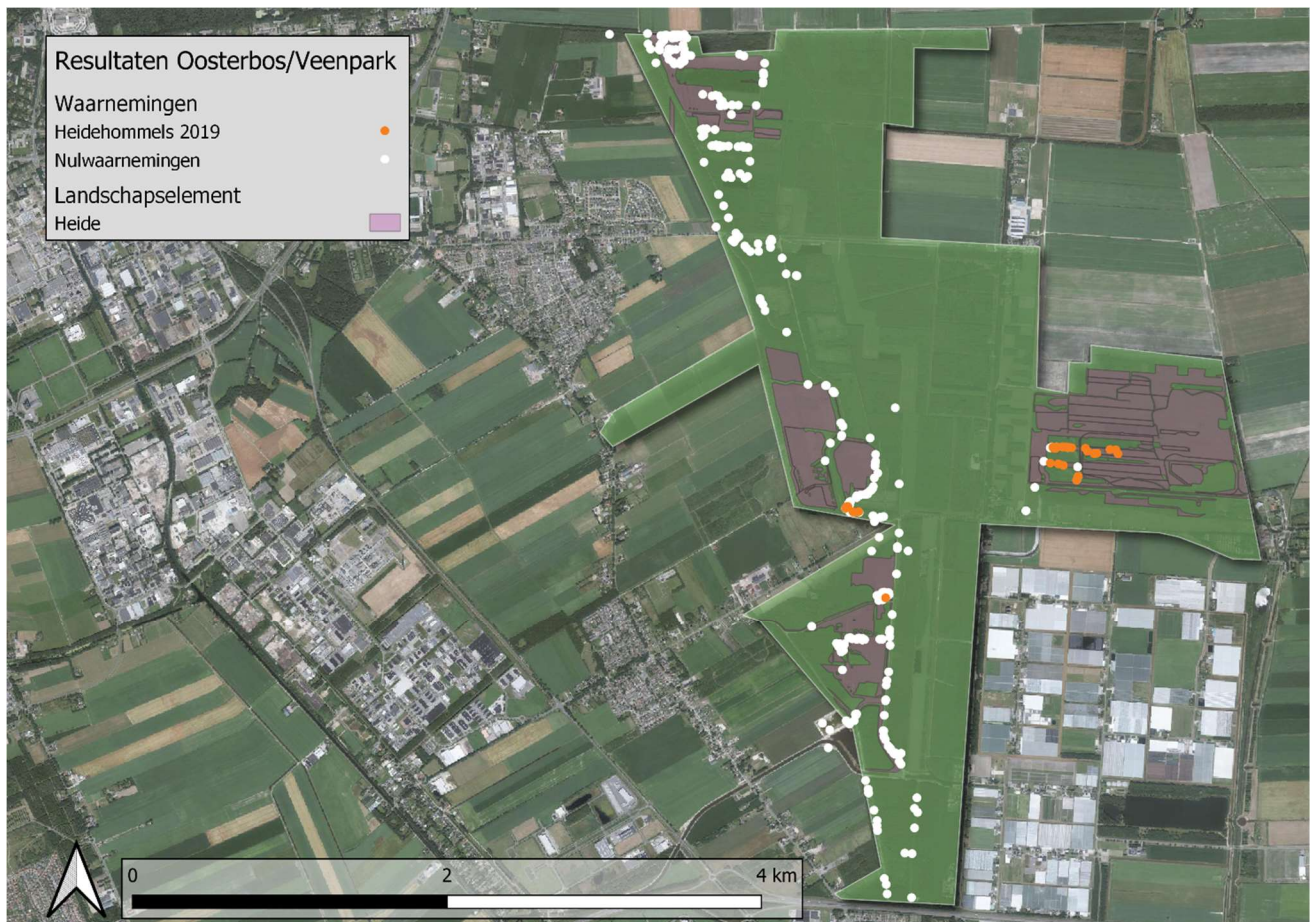 Resultaten Oosterbos/Veenpark
Waarnemingen
Heidehommels 2019
Nulwaarnemingen
Landschapselement
Heide
0 2 4 km